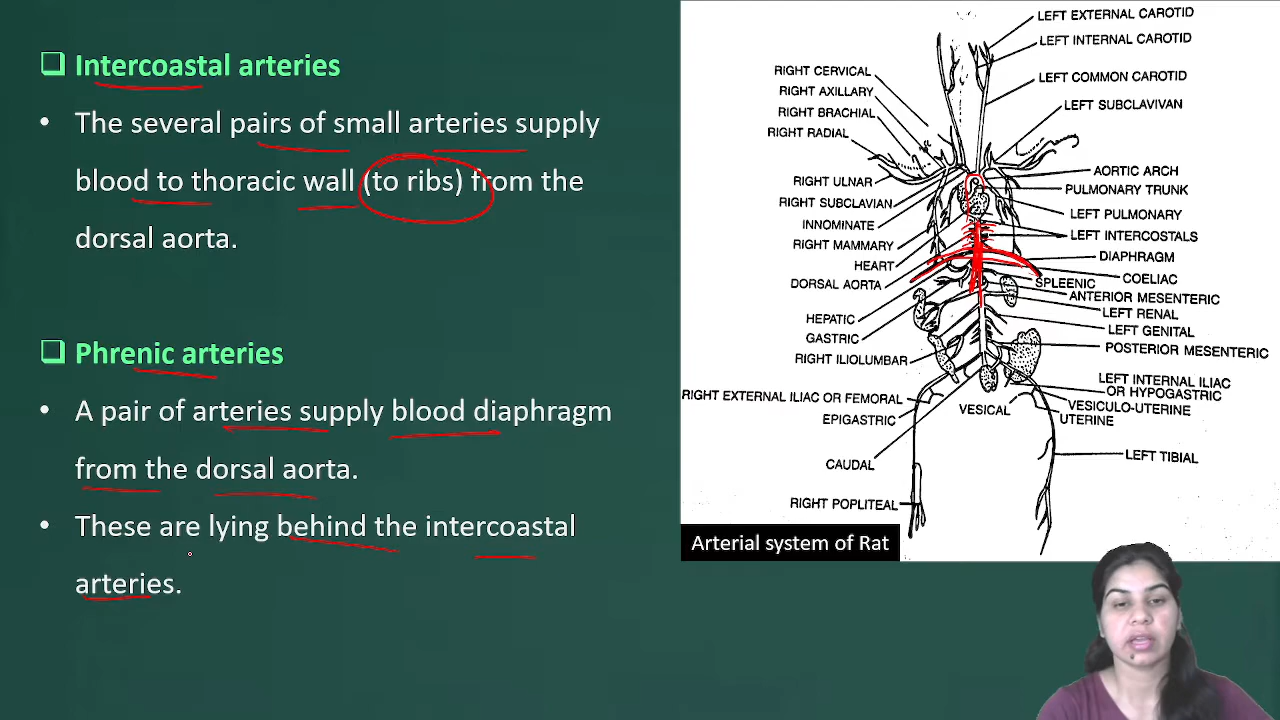 Intercoastal arteries
• The several pairs of small arteries supply
blood to thoracic wall (to ribs) from the
dorsal aorta.
Phrenic arteries
• A pair of arteries supply blood diaphragm
from the dorsal aorta.
• These are lying behind the intercoastal
arteries.
LEFT EXTERNAL CAROTID
LEFT INTERNAL CAROTID
LEFT COMMON CAROTID
LEFT SUBCLAVIVAN
AORTIC ARCH
PULMONARY TRUNK
LEFT PULMONARY
LEFT INTERCOSTALS
DIAPHRAGM
COELIAC
SPLEENIC
ANTERIOR MESENTERIC
LEFT RENAL
LEFT GENITAL
POSTERIOR MESENTERIC
LEFT INTERNAL ILIAC
OR HYPOGASTRIC
VESICULO-UTERINE
UTERINE
LEFT TIBIAL
RIGHT CERVICAL
RIGHT AXILLARY
RIGHT BRACHIAL
RIGHT RADIAL
RIGHT ULNAR
RIGHT SUBCLAVIAN
INNOMINATE
RIGHT MAMMARY
HEART
DORSAL AORTA
HEPATIC
GASTRIC
RIGHT ILIOLUMBAR
RIGHT EXTERNAL ILIAC OR FEMORAL
EPIGASTRIC
VESICAL
CAUDAL
RIGHT POPLITEAL
Arterial system of Rat